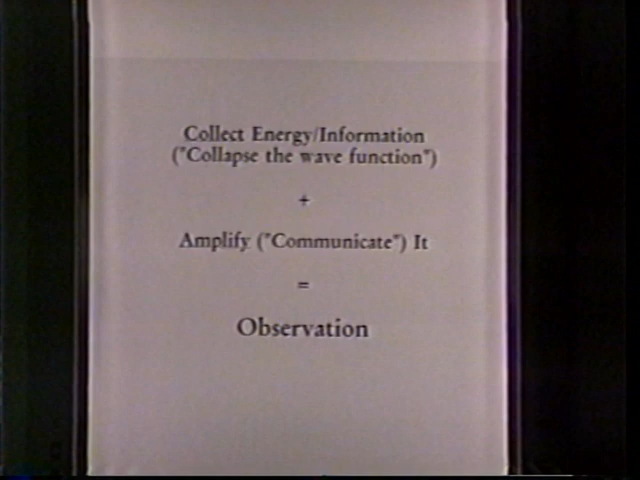 Collect Energy/Information
("Collapse the wave function")
+
Amplify ("Communicate") It
=
Observation